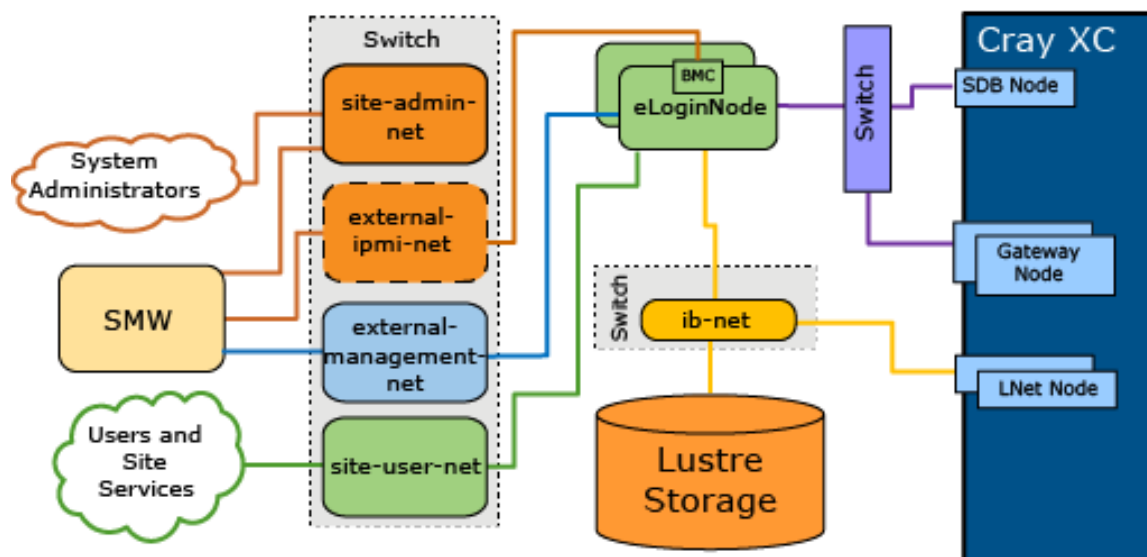 Switch
site-admin-
net
System
Administrators
external-
ipmi-net
SMW
external-
management-
net
Users and
Site
Services
site-user-net
BMC
eLoginNode
Switch
Switch
ib-net
Lustre
Storage
Cray XC
SDB Node
Gateway
Node
LNet Node